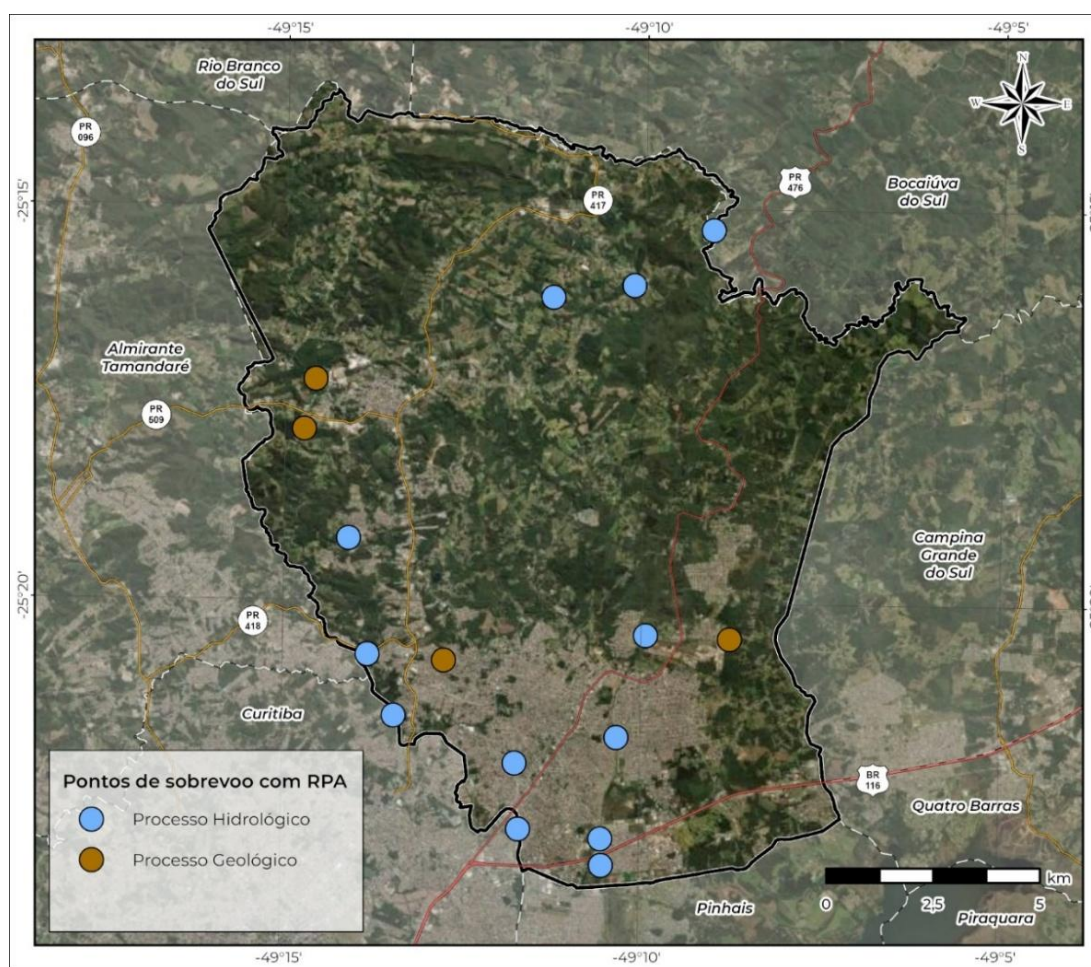 -49°15'
-49°10'
-49°5'
Rio Branco
do Sul
N
W
E
S
PR
096
PR
476
Bocaiúva
do Sul
-25°15'
PR
417
Almirante
Tamandaré
PR
509
Campina
Grande
do Sul
-25°20'
PR
418
Curitiba
Pontos de sobrevoo com RPA
Processo Hidrológico
Processo Geológico
BR
116
Quatro Barras
km
0
2,5
5
Pinhais
Piraquara
-49°15'
-49°10'
-49°5'